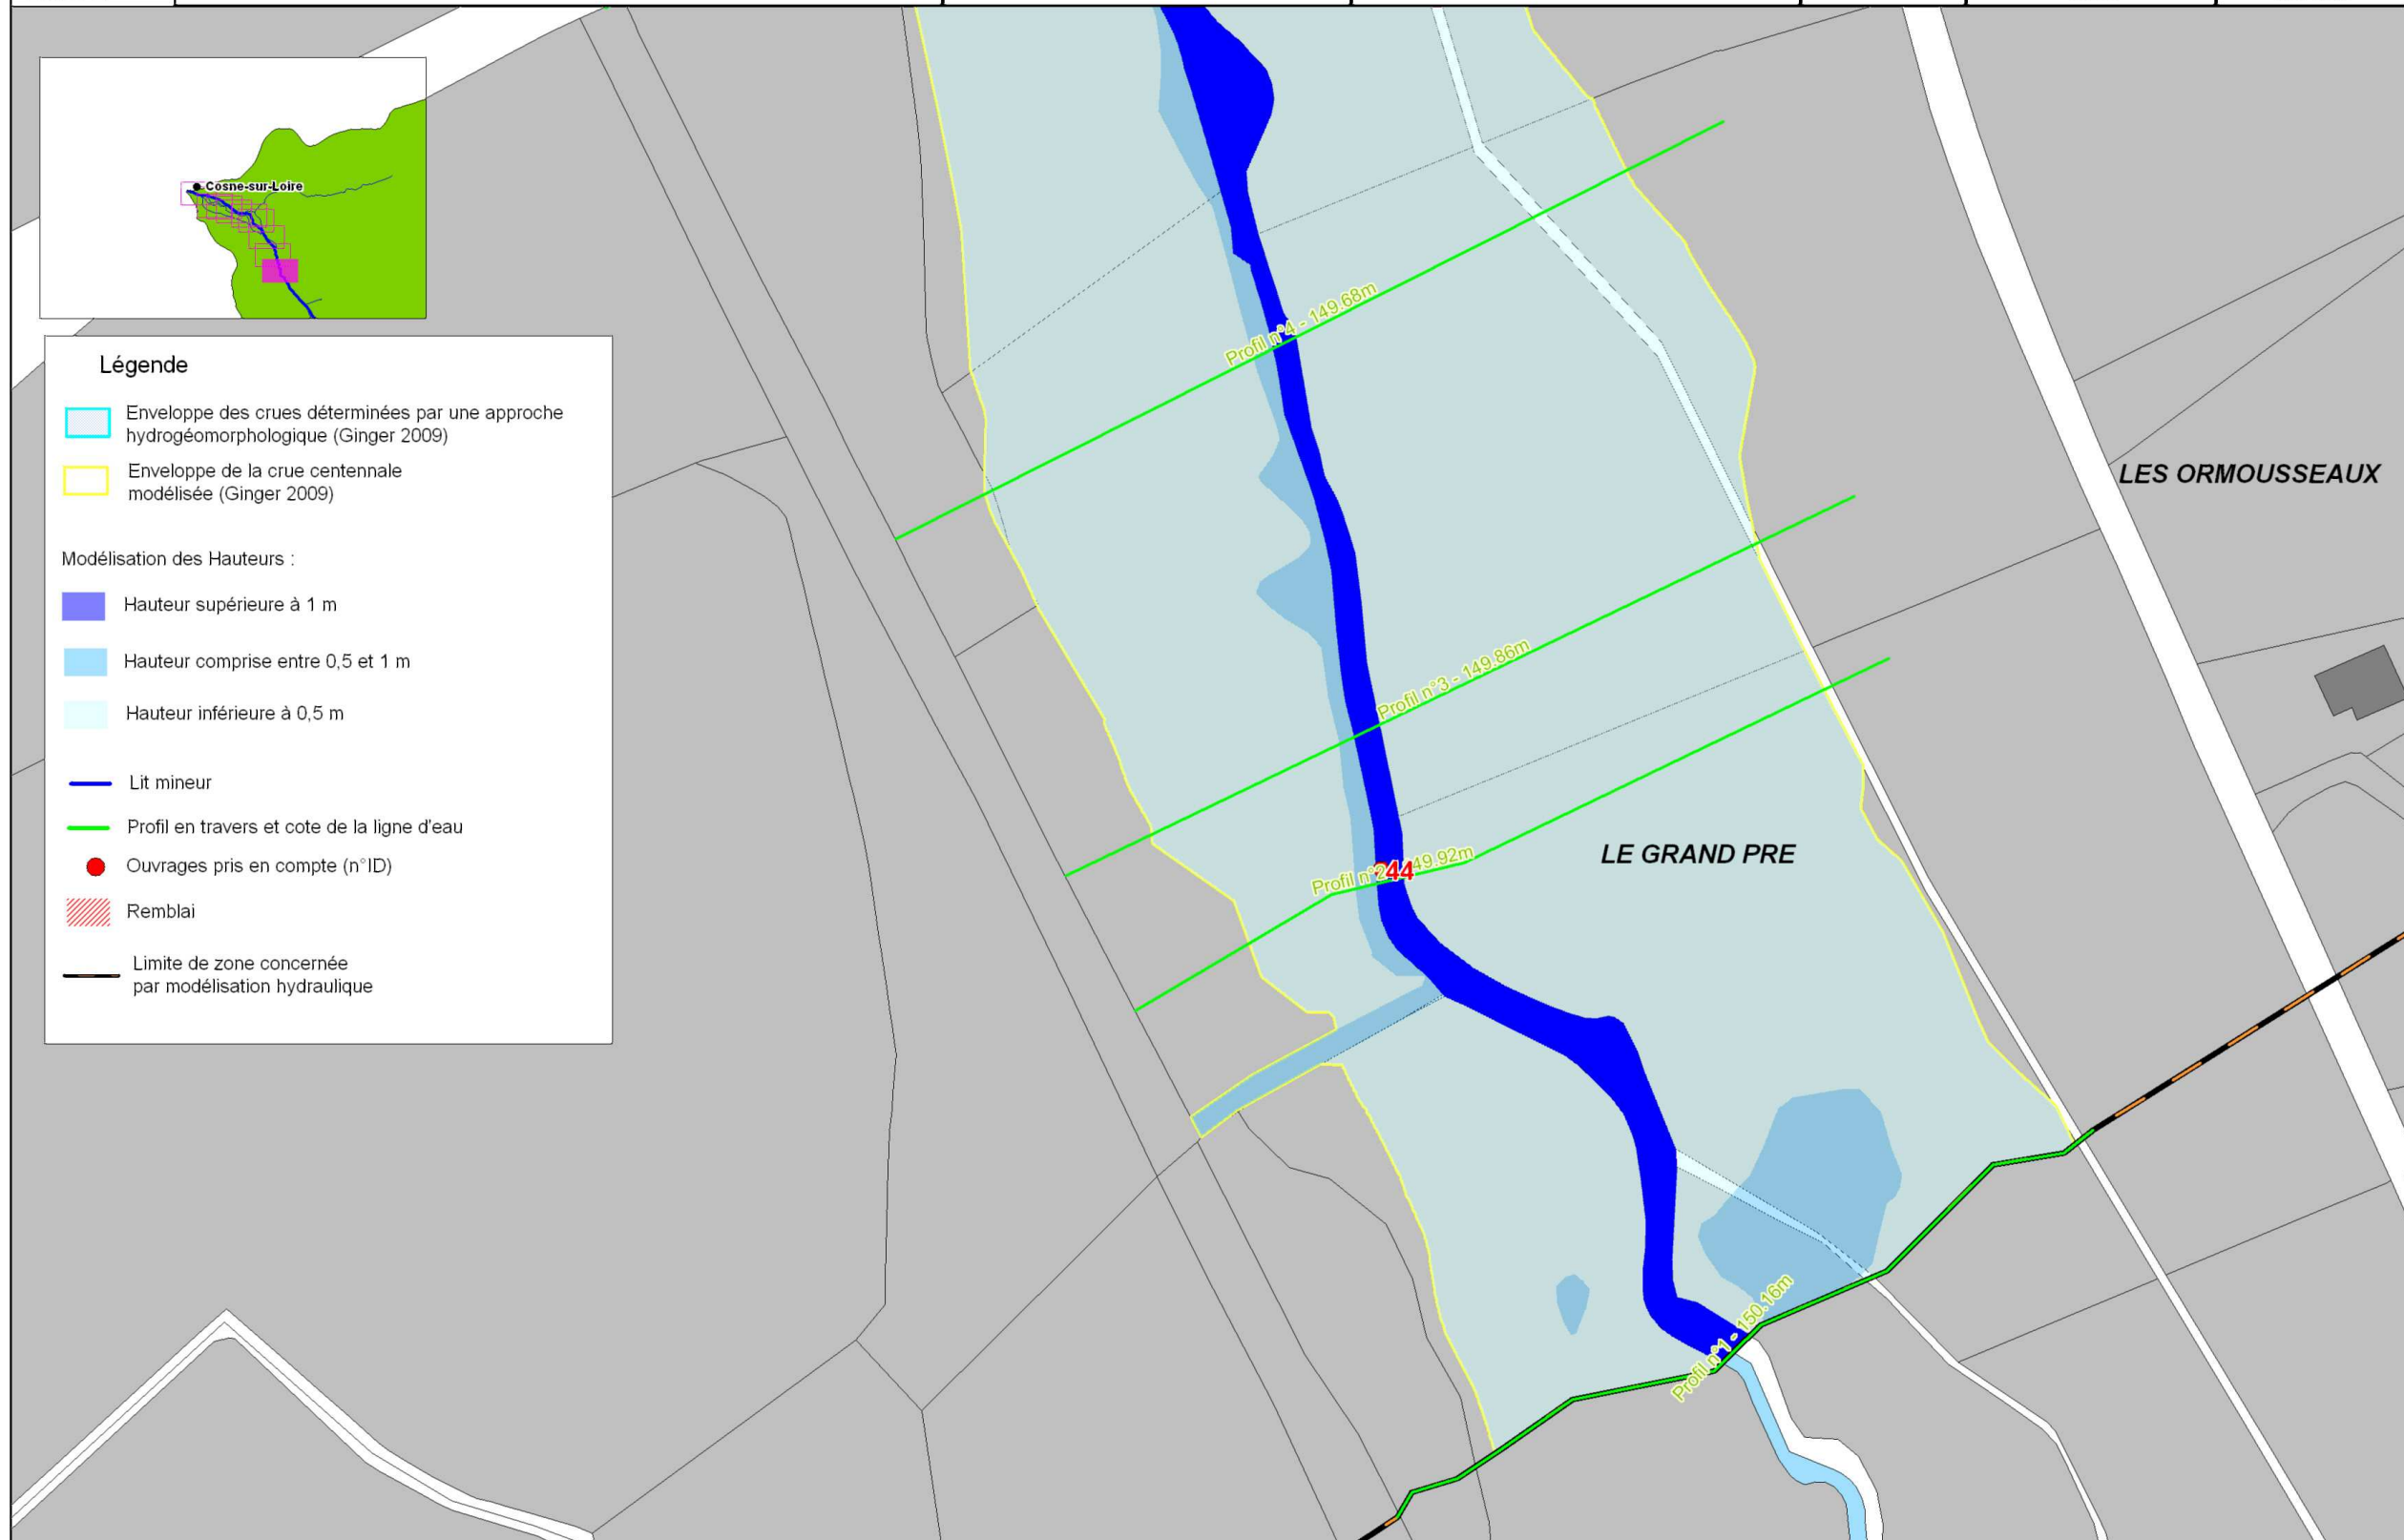 Cosne-sur-Loire
Légende
Enveloppe des crues déterminées par une approche
hydrogéomorphologique (Ginger 2009)
Enveloppe de la crue centennale
modélisée (Ginger 2009)
Modélisation des Hauteurs :
Hauteur supérieure à 1 m
Hauteur comprise entre 0,5 et 1 m
Hauteur inférieure à 0,5 m
Lit mineur
Profil en travers et cote de la ligne d'eau
Ouvrages pris en compte (n°ID)
Remblai
Limite de zone concernée
par modélisation hydraulique
Profil n°4 - 149.68m
LES ORMOUSSEAUX
Profil n°3 - 149.86m
LE GRAND PRE
Profil n°2 149.92m
44
Profil n°1 - 150.16m